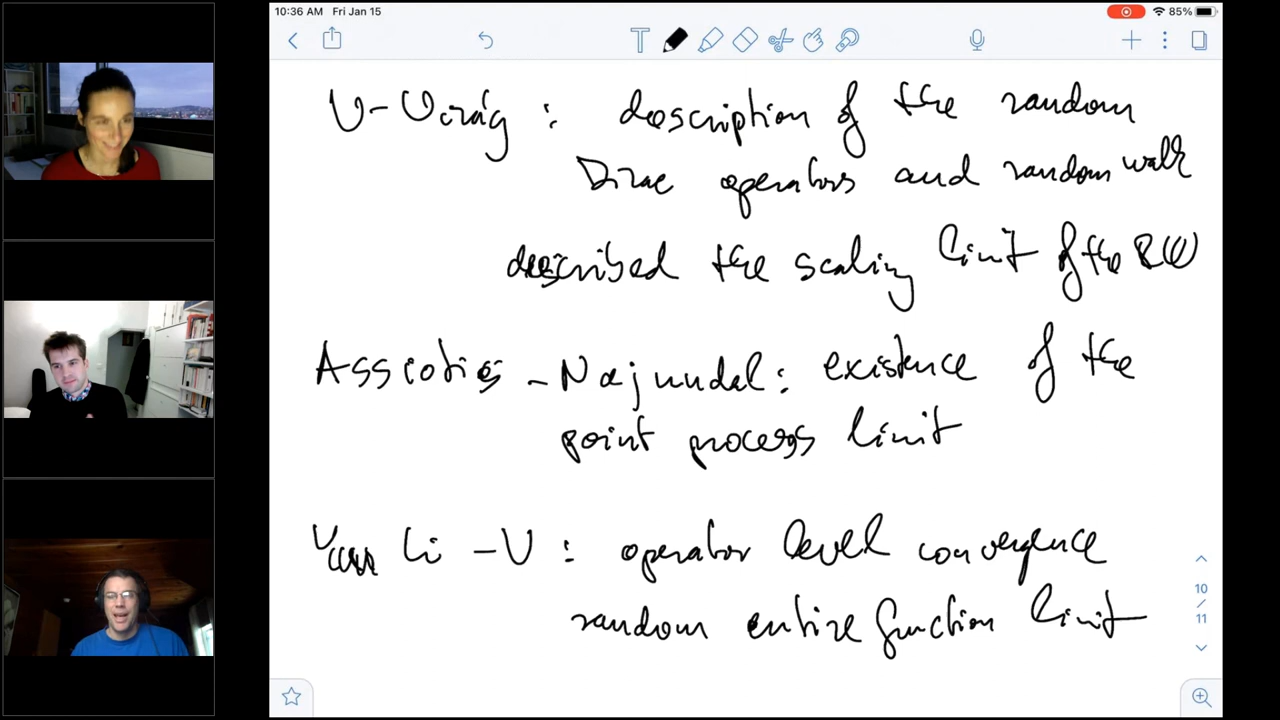 10:36 AM Fri Jan 15
85%
V-Virág : description of the random
Dirac operators and random walk
described the scaling limit of the RW
Assiotis - Najnudel : existence of the
point process limit
Li - V : operator level convergence
random entire function limit
10
/
11